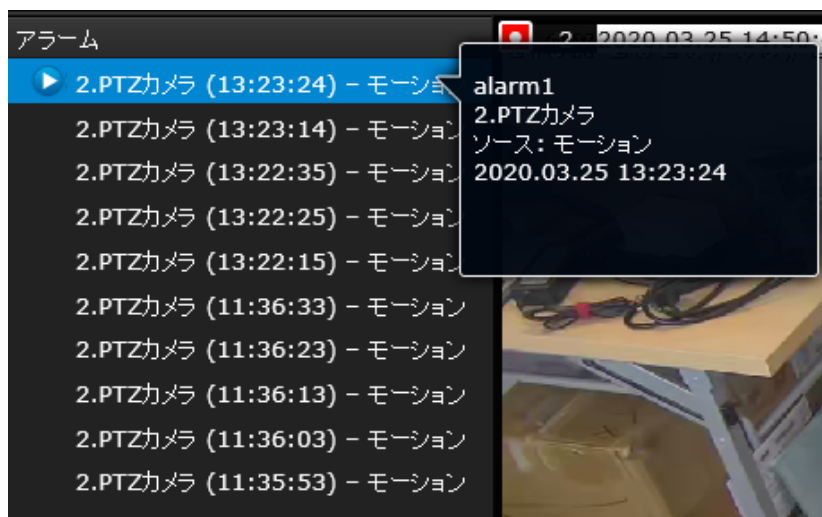 アラーム
2 2020.03.25 14:50:
2.PTZカメラ (13:23:24) - モーショ
2.PTZカメラ (13:23:14) - モーション
2.PTZカメラ (13:22:35) - モーション
2.PTZカメラ (13:22:25) - モーション
2.PTZカメラ (13:22:15) - モーション
2.PTZカメラ (11:36:33) - モーション
2.PTZカメラ (11:36:23) - モーション
2.PTZカメラ (11:36:13) - モーション
2.PTZカメラ (11:36:03) - モーション
2.PTZカメラ (11:35:53) - モーション
alarm1
2.PTZカメラ
ソース: モーション
2020.03.25 13:23:24